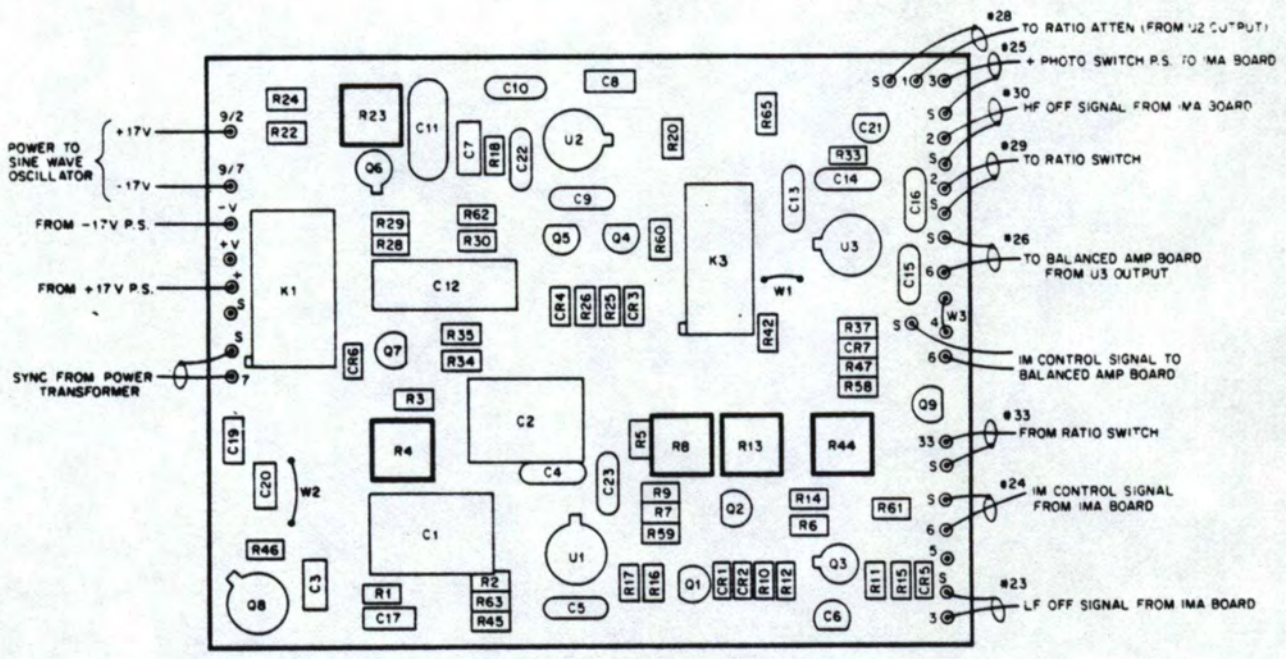 #28
TO RATIO ATTEN (FROM U2 OUTPUT)
#25
+ PHOTO SWITCH P.S. TO IMA BOARD
#30
HF OFF SIGNAL FROM IMA BOARD
#29
TO RATIO SWITCH
#26
TO BALANCED AMP BOARD
FROM U3 OUTPUT
IM CONTROL SIGNAL TO
BALANCED AMP BOARD
#33
FROM RATIO SWITCH
#24
IM CONTROL SIGNAL
FROM IMA BOARD
#23
LF OFF SIGNAL FROM IMA BOARD
POWER TO
SINE WAVE
OSCILLATOR
+17V
-17V
FROM -17V P.S.
FROM +17V P.S.
SYNC FROM POWER
TRANSFORMER
9/2
9/7
-V
+V
+
S
S
7
S 1 3
S
2
S
2
S
S
6
W3
S 4
6
33
S
S
6
5
S
3
R24
R22
R23
C11
C10
C8
Q6
C7
R18
C22
U2
R20
R65
C21
R33
C14
C13
C16
C9
R29
R28
R62
R30
Q5
Q4
R60
K3
U3
C15
K1
C12
CR4
R26
R25
CR3
W1
R42
R37
CR7
R47
R58
CR6
Q7
R35
R34
R3
C2
Q9
R4
R5
R8
R13
R44
C19
C20
W2
C4
C23
R9
R7
R59
Q2
R14
R6
R61
C1
U1
R46
C3
Q8
R1
C17
R2
R63
R45
C5
R17
R16
Q1
CR1
CR2
R10
R12
Q3
C6
R11
R15
CR5